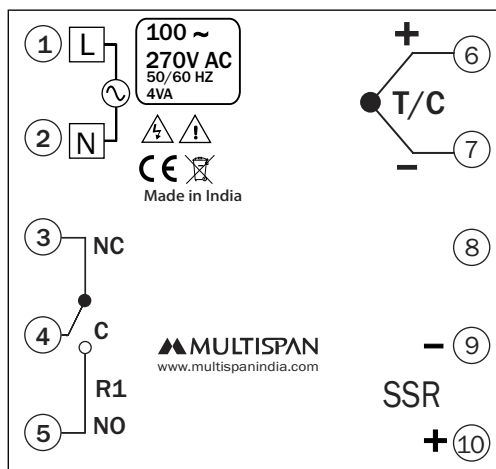 1 L
100 ~
270V AC
50/60 HZ
4VA
2 N
CE
Made in India
+ 6
T/C
- 7
3 NC
4 C
R1
5 NO
8
MULTISPAN
www.multispanindia.com
- 9
SSR
+ 10